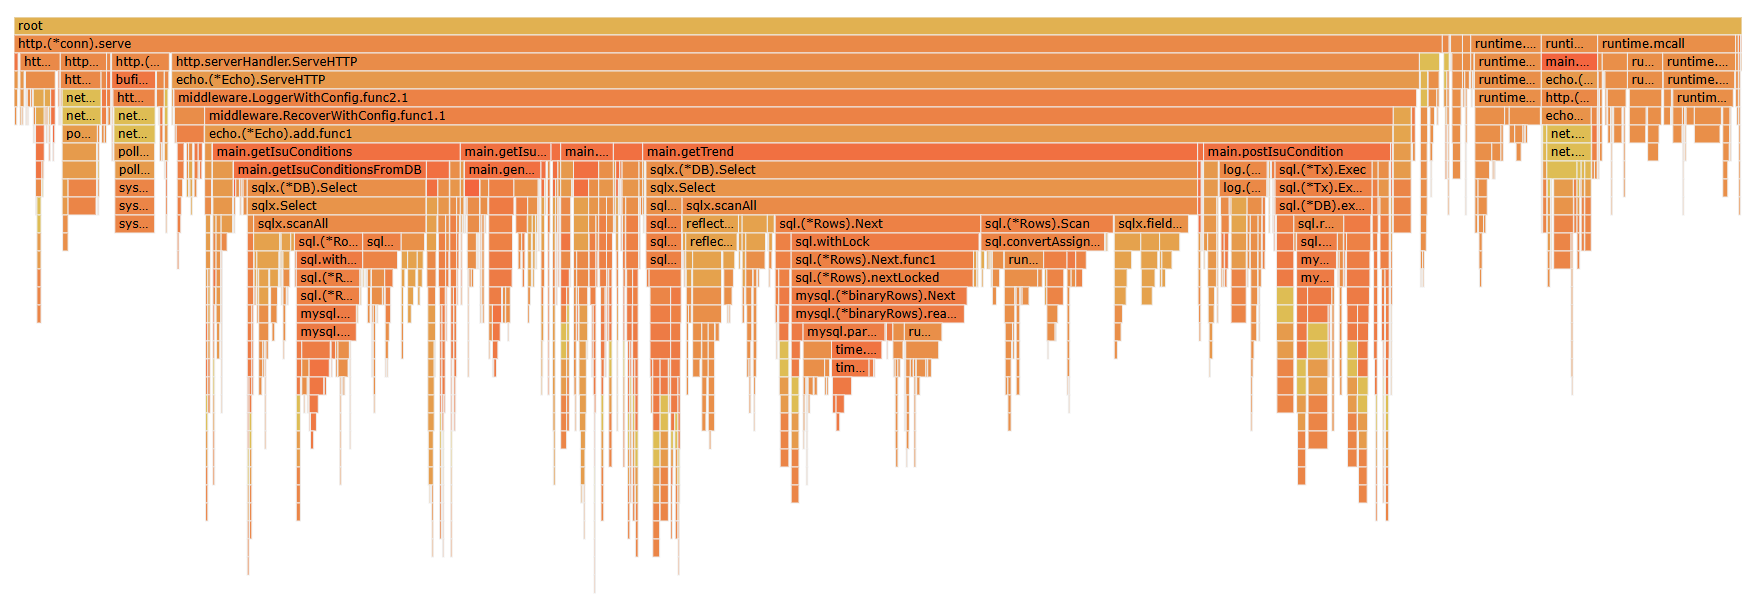 root
http.(*conn).serve runtime.... runti... runtime.mcall
htt... http... http.(... http.serverHandler.ServeHTTP runtime... main.... ru... runtime....
htt... bufi... echo.(*Echo).ServeHTTP runtime... echo.(... ru... runtime....
net... htt... middleware.LoggerWithConfig.func2.1 runtime... http.(... runtim...
net... net... middleware.RecoverWithConfig.func1.1 echo...
po... net... echo.(*Echo).add.func1 net....
poll... main.getIsuConditions main.getIsu... main.... main.getTrend main.postIsuCondition net....
poll... main.getIsuConditionsFromDB main.gen... sqlx.(*DB).Select log.(... sql.(*Tx).Exec
sys... sqlx.(*DB).Select sqlx.Select log.(... sql.(*Tx).Ex...
sys... sqlx.Select sql... sqlx.scanAll sql.(*DB).ex...
sys... sqlx.scanAll sql... reflect... sql.(*Rows).Next sql.(*Rows).Scan sqlx.field... sql.r...
sql.(*Ro... sql... sql... reflec... sql.withLock sql.convertAssign... sql....
sql.with... sql... sql.(*Rows).Next.func1 run... my...
sql.(*R... sql.(*Rows).nextLocked my...
sql.(*R... mysql.(*binaryRows).Next
mysql.... mysql.(*binaryRows).rea...
mysql.... mysql.par... ru...
time....
tim...